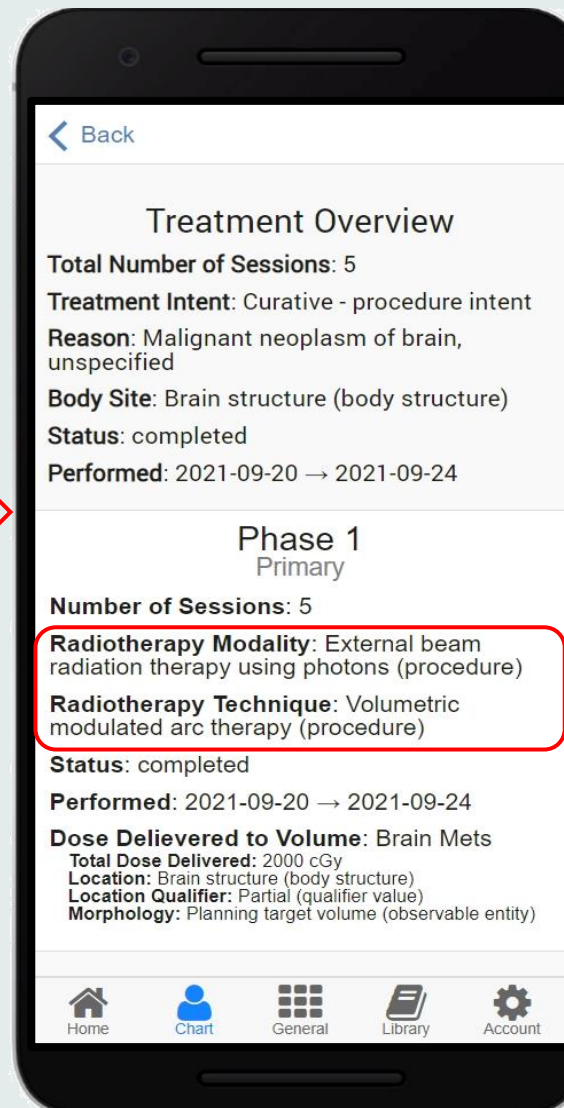 Back
Treatment Overview
Total Number of Sessions: 5
Treatment Intent: Curative - procedure intent
Reason: Malignant neoplasm of brain,
unspecified
Body Site: Brain structure (body structure)
Status: completed
Performed: 2021-09-20 → 2021-09-24
Phase 1
Primary
Number of Sessions: 5
Radiotherapy Modality: External beam
radiation therapy using photons (procedure)
Radiotherapy Technique: Volumetric
modulated arc therapy (procedure)
Status: completed
Performed: 2021-09-20 → 2021-09-24
Dose Delievered to Volume: Brain Mets
Total Dose Delivered: 2000 cGy
Location: Brain structure (body structure)
Location Qualifier: Partial (qualifier value)
Morphology: Planning target volume (observable entity)
Home Chart General Library Account